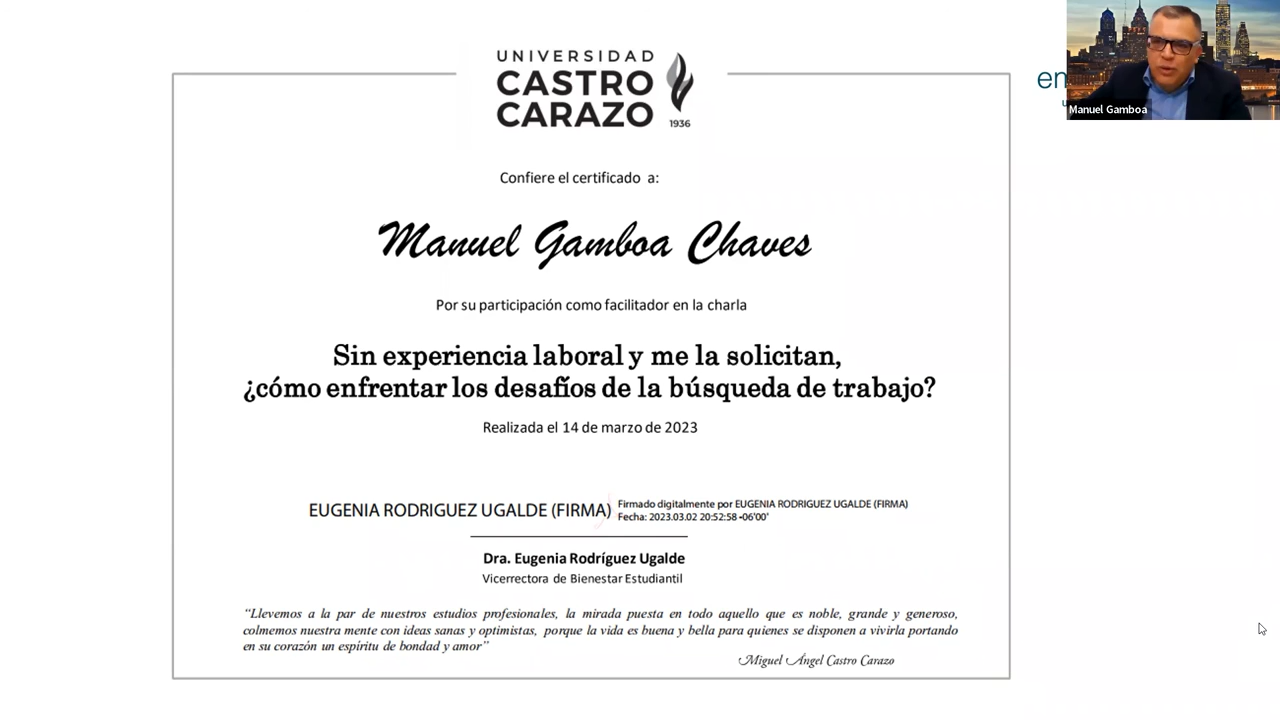 UNIVERSIDAD
CASTRO
CARAZO
1936
em
Manuel Gamboa
Confiere el certificado a:
Manuel Gamboa Chaves
Por su participación como facilitador en la charla
Sin experiencia laboral y me la solicitan,
¿cómo enfrentar los desafíos de la búsqueda de trabajo?
Realizada el 14 de marzo de 2023
EUGENIA RODRIGUEZ UGALDE (FIRMA)
Firmado digitalmente por EUGENIA RODRIGUEZ UGALDE (FIRMA)
Fecha: 2023.03.02 20:52:58 -06'00'
Dra. Eugenia Rodríguez Ugalde
Vicerrectora de Bienestar Estudiantil
“Llevemos a la par de nuestros estudios profesionales, la mirada puesta en todo aquello que es noble, grande y generoso,
colmemos nuestra mente con ideas sanas y optimistas, porque la vida es buena y bella para quienes se disponen a vivirla portando
en su corazón un espíritu de bondad y amor”
Miguel Ángel Castro Carazo